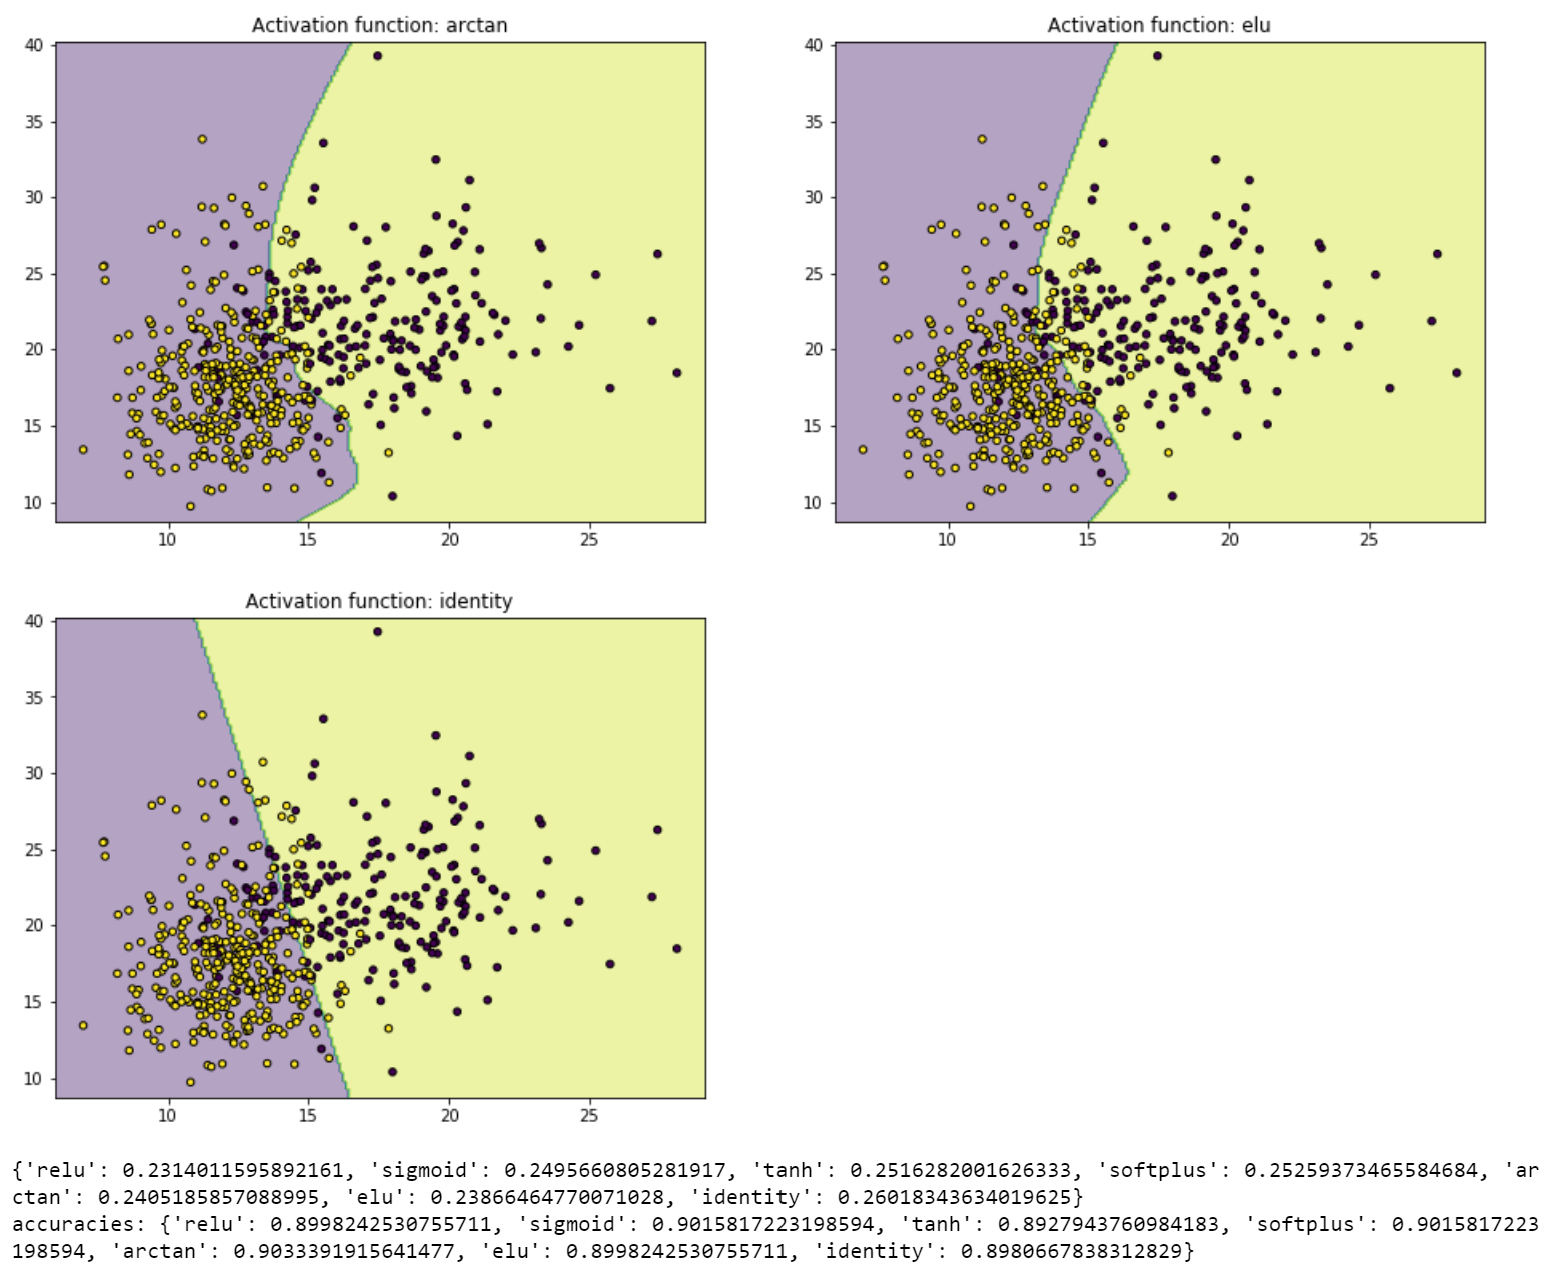 Activation function: arctan
Activation function: elu
40
35
30
25
20
15
10
10 15 20 25
40
35
30
25
20
15
10
10 15 20 25
Activation function: identity
40
35
30
25
20
15
10
10 15 20 25
{'relu': 0.2314011595892161, 'sigmoid': 0.2495660805281917, 'tanh': 0.2516282001626333, 'softplus': 0.25259373465584684, 'ar
ctan': 0.2405185857088995, 'elu': 0.23866464770071028, 'identity': 0.26018343634019625}
accuracies: {'relu': 0.8998242530755711, 'sigmoid': 0.9015817223198594, 'tanh': 0.8927943760984183, 'softplus': 0.9015817223
198594, 'arctan': 0.9033391915641477, 'elu': 0.8998242530755711, 'identity': 0.8980667838312829}